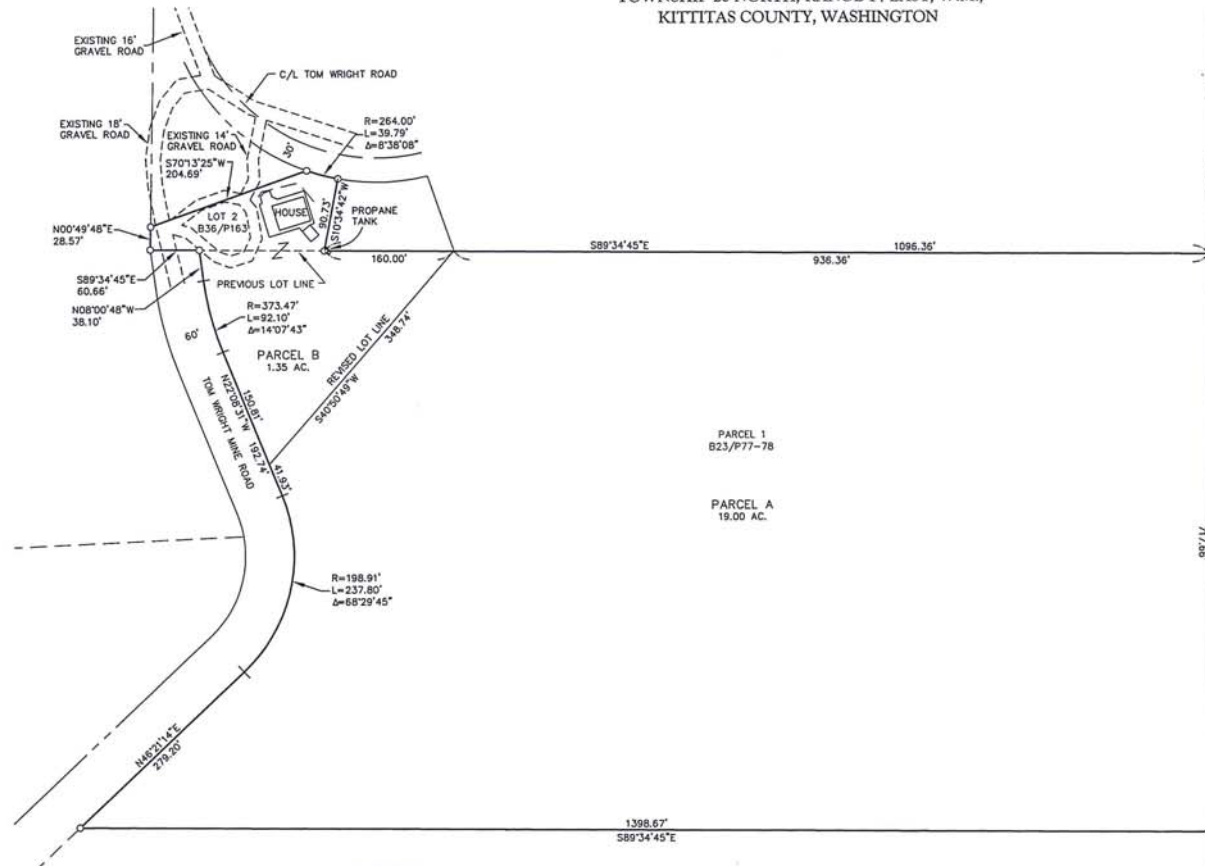 KITTITAS COUNTY, WASHINGTON
EXISTING 16'
GRAVEL ROAD
C/L TOM WRIGHT ROAD
EXISTING 18'
GRAVEL ROAD
EXISTING 14'
GRAVEL ROAD
S70°13'25"W
204.69'
30'
R=264.00'
L=39.79'
Δ=8°38'08"
N00°49'48"E
28.57'
LOT 2
B36/P163
HOUSE
90.73'
S10°34'42"W
PROPANE
TANK
S89°34'45"E
1096.36'
160.00'
936.36'
S89°34'45"E
60.66'
PREVIOUS LOT LINE
N08°00'48"W
38.10'
R=373.47'
L=92.10'
Δ=14°07'43"
60'
PARCEL B
1.35 AC.
REVISED LOT LINE
348.74'
S40°50'49"W
TOM WRIGHT MINE ROAD
150.81'
N22°08'31"W
192.74'
41.93'
PARCEL 1
B23/P77-78
PARCEL A
19.00 AC.
R=198.91'
L=237.80'
Δ=68°29'45"
N46°21'14"E
279.20'
1398.67'
S89°34'45"E